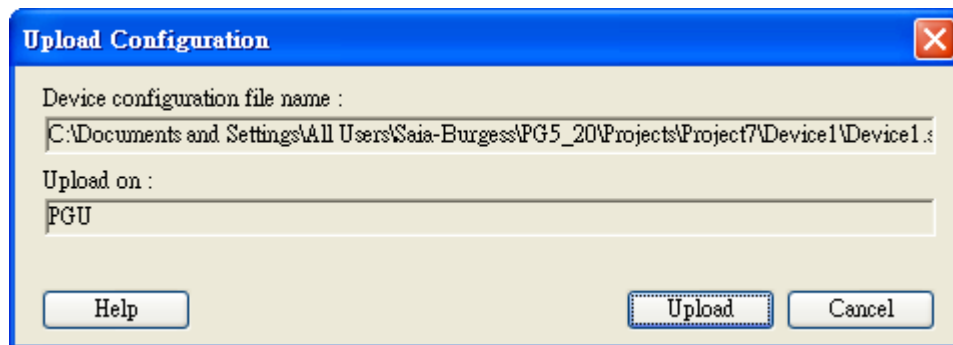 Upload Configuration
Device configuration file name :
C:\Documents and Settings\All Users\Saia-Burgess\PG5_20\Projects\Project7\Device1\Device1.s
Upload on :
PGU
Help Upload Cancel